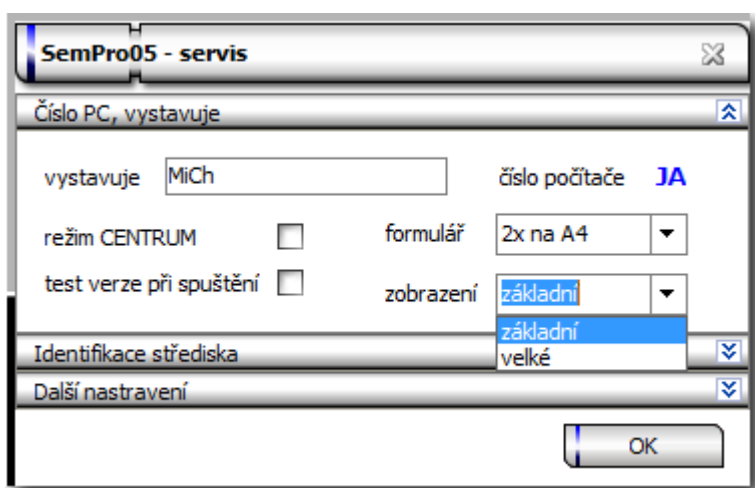 SemPro05 - servis
Číslo PC, vystavuje
vystavuje MiCh číslo počítače JA
režim CENTRUM formulář 2x na A4
test verze při spuštění zobrazení základní
základní
velké
Identifikace střediska
Další nastavení
OK